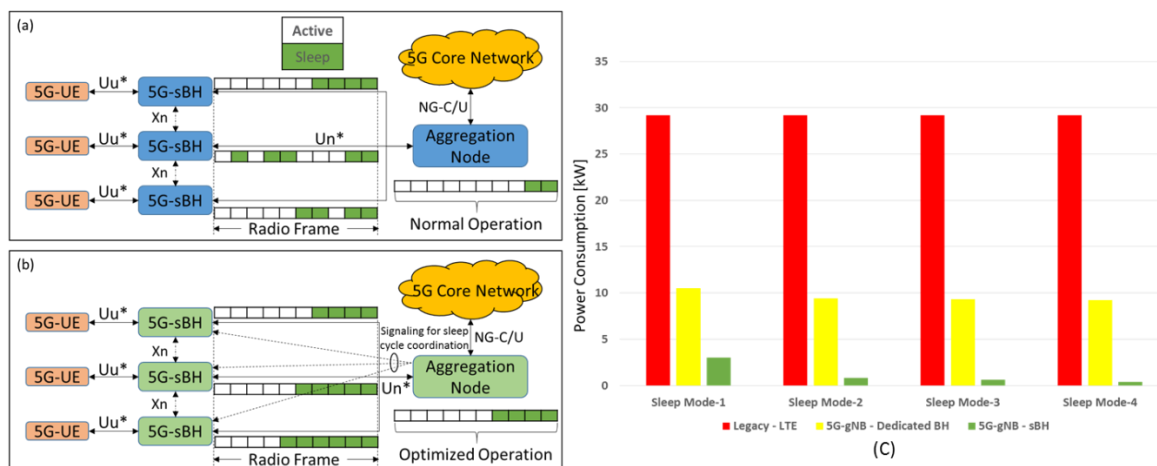 (a)
Active
Sleep
5G Core Network
5G-UE
Uu*
5G-sBH
Xn
NG-C/U
5G-UE
Uu*
5G-sBH
Un*
Aggregation
Node
Xn
5G-UE
Uu*
5G-sBH
Radio Frame
Normal Operation
(b)
5G Core Network
5G-UE
Uu*
5G-sBH
Signaling for sleep
cycle coordination
NG-C/U
Xn
5G-UE
Uu*
5G-sBH
Un*
Aggregation
Node
Xn
5G-UE
Uu*
5G-sBH
Radio Frame
Optimized Operation
Power Consumption [kW]
35
30
25
20
15
10
5
0
Sleep Mode-1 Sleep Mode-2 Sleep Mode-3 Sleep Mode-4
Legacy - LTE 5G-gNB - Dedicated BH 5G-gNB - sBH
(C)